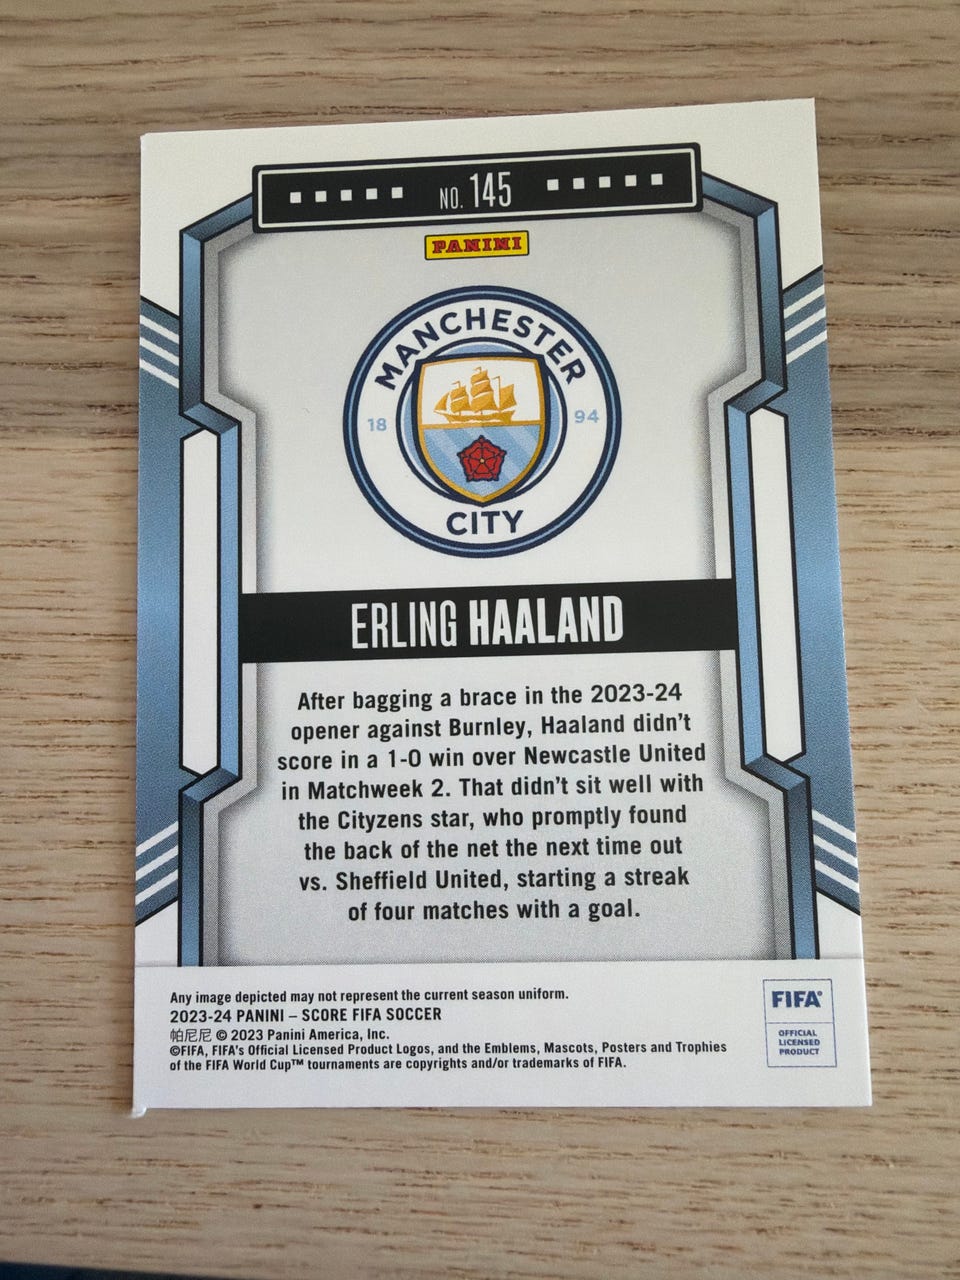 NO. 145
PANINI
MANCHESTER
18 94
CITY
ERLING HAALAND
After bagging a brace in the 2023-24
opener against Burnley, Haaland didn't
score in a 1-0 win over Newcastle United
in Matchweek 2. That didn't sit well with
the Cityzens star, who promptly found
the back of the net the next time out
vs. Sheffield United, starting a streak
of four matches with a goal.
Any image depicted may not represent the current season uniform.
2023-24 PANINI – SCORE FIFA SOCCER
帕尼尼 © 2023 Panini America, Inc.
©FIFA, FIFA's Official Licensed Product Logos, and the Emblems, Mascots, Posters and Trophies
of the FIFA World Cup™ tournaments are copyrights and/or trademarks of FIFA.
FIFA®
OFFICIAL
LICENSED
PRODUCT